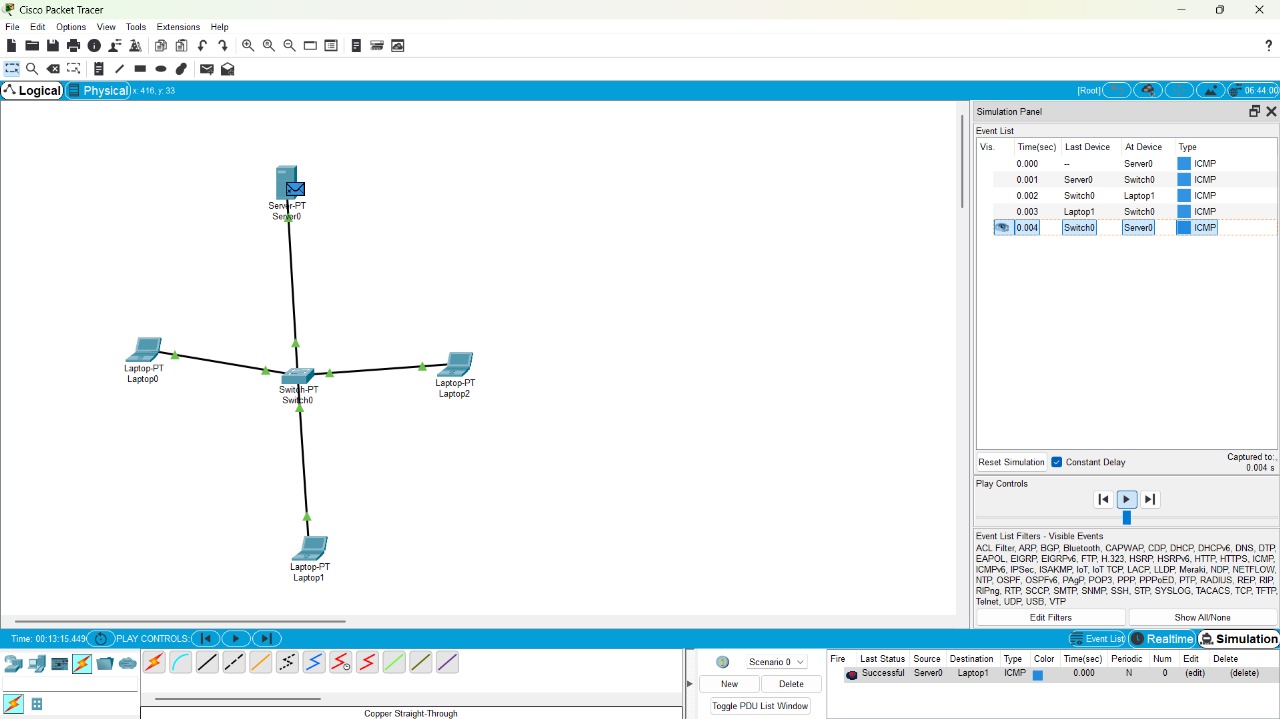 Cisco Packet Tracer
File Edit Options View Tools Extensions Help
?
Logical Physical x: 416, y: 33 [Root] 06:44:00
Simulation Panel
Event List
Vis. Time(sec) Last Device At Device Type
0.000 -- Server0 ICMP
0.001 Server0 Switch0 ICMP
0.002 Switch0 Laptop1 ICMP
0.003 Laptop1 Switch0 ICMP
0.004 Switch0 Server0 ICMP
Server-PT
Server0
Laptop-PT
Laptop0
Switch-PT
Switch0
Laptop-PT
Laptop2
Laptop-PT
Laptop1
Reset Simulation Constant Delay Captured to:
0.004 s
Play Controls
Event List Filters - Visible Events
ACL Filter, ARP, BGP, Bluetooth, CAPWAP, CDP, DHCP, DHCPv6, DNS, DTP,
EAPOL, EIGRP, EIGRPv6, FTP, H.323, HSRP, HSRPv6, HTTP, HTTPS, ICMP,
ICMPv6, IPSec, ISAKMP, IoT, IoT TCP, LACP, LLDP, Meraki, NDP, NETFLOW,
NTP, OSPF, OSPFv6, PAgP, POP3, PPP, PPPoED, PTP, RADIUS, REP, RIP,
RIPng, RTP, SCCP, SMTP, SNMP, SSH, STP, SYSLOG, TACACS, TCP, TFTP,
Telnet, UDP, USB, VTP
Edit Filters Show All/None
Time: 00:13:15.449 PLAY CONTROLS: Event List Realtime Simulation
Scenario 0
New Delete
Toggle PDU List Window
Fire Last Status Source Destination Type Color Time(sec) Periodic Num Edit Delete
Successful Server0 Laptop1 ICMP 0.000 N 0 (edit) (delete)
Copper Straight-Through